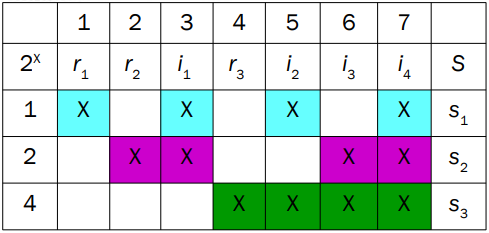 1 2 3 4 5 6 7
2^X r_1 r_2 i_1 r_3 i_2 i_3 i_4 S
1 X X X X s_1
2 X X X X s_2
4 X X X X s_3